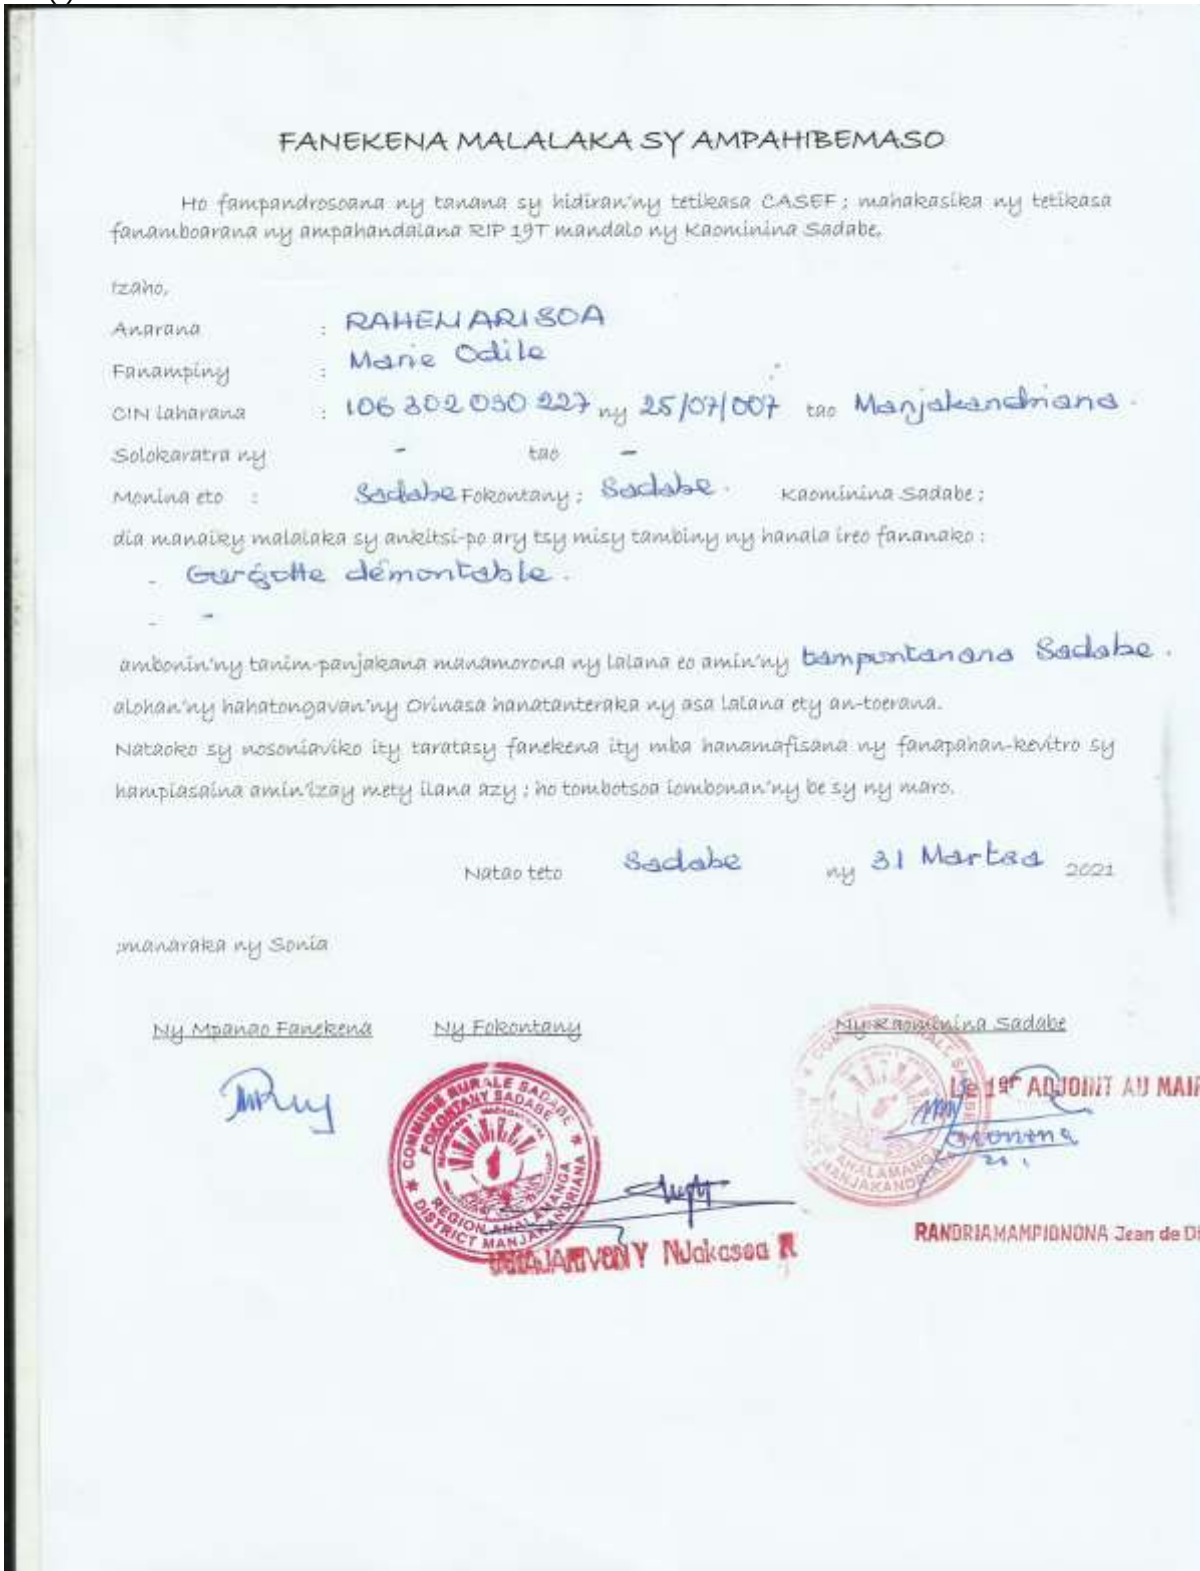 FANEKENA MALALAKA SY AMPAHIBEMASO
Ho fampandrosoana ny tanana sy hidiran'ny tetikasa CASEF ; mahakasika ny tetikasa
fanamboarana ny ampahandalana RIP 19T mandalo ny Kaominina Sadabe,
Izaho,
Anarana : RAHELIARISOA
Fanampiny : Marie Odile
CIN laharana : 106 302 030 227 ny 25/07/007 tao Manjakandriana.
Solokaratra ny - tao -
Monina eto : Sadabe Fokontany ; Sadabe. Kaominina Sadabe ;
dia manaiky malalaka sy ankitsi-po ary tsy misy tambiny ny hanala ireo fananako :
- Gargotte démontable.
- -
ambonin'ny tanim-panjakana manamorona ny lalana eo amin'ny tampontanana Sadabe.
alohan'ny hahatongavan'ny Orinasa hanatanteraka ny asa lalana ety an-toerana.
Nataoko sy nosoniaviko ity taratasy fanekena ity mba hanamafisana ny fanapahan-kevitro sy
hampiasaina amin'izay mety ilana azy ; ho tombotsoa iombonan'ny be sy ny maro.
Natao teto Sadabe ny 31 Martsa 2021
;manaraka ny Sonia
Ny Mpanao Fanekena Ny Fokontany Ny Kaominina Sadabe
COMMUNE RURALE SADABE
FOKONTANY SADABE
REGION ANALAMANGA
DISTRICT MANJAKANDRIANA
Le 1er ADJOINT AU MAIR
ANALAMANGA
MANJAKANDRIANA
Njakasoa R
RANDRIAMAMPIONONA Jean de Di